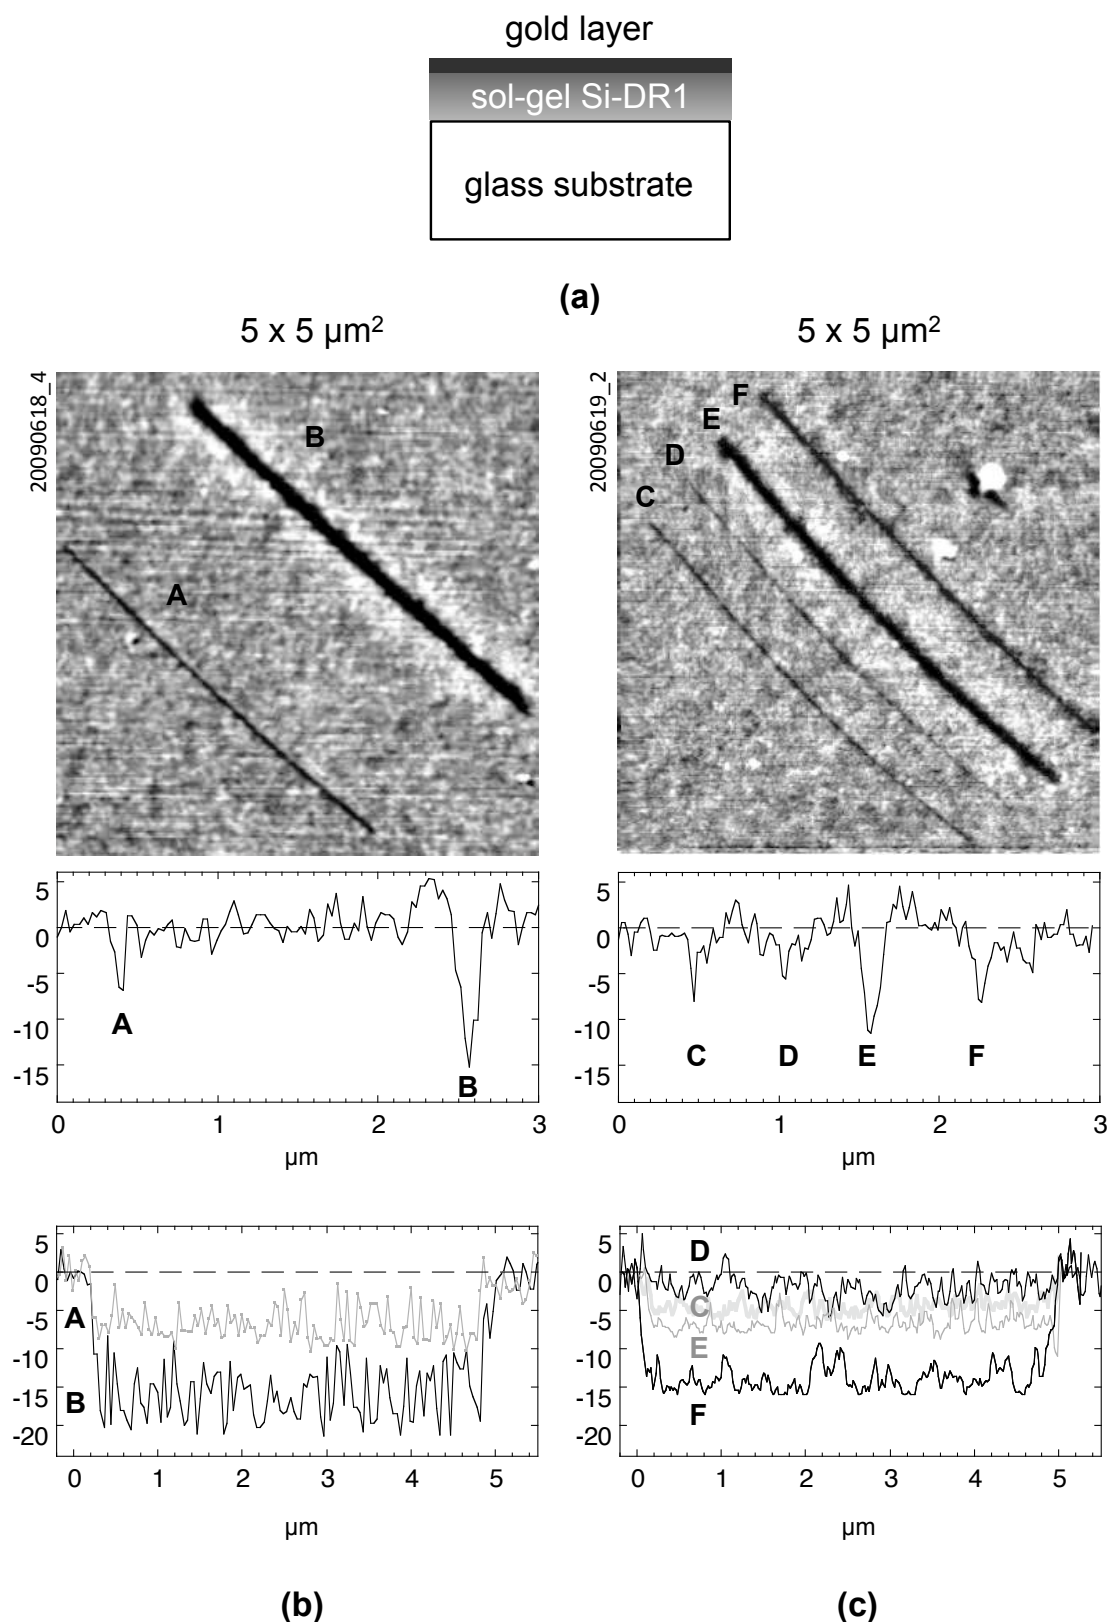 gold layer
sol-gel Si-DR1
glass substrate
(a)
5 x 5 µm²
5 x 5 µm²
20090618_4
B
A
20090619_2
F
E
D
C
5
0
-5
-10
-15
A
B
0 1 2 3
µm
5
0
-5
-10
-15
C D E F
0 1 2 3
µm
5
0
-5
-10
-15
-20
A
B
0 1 2 3 4 5
µm
5
0
-5
-10
-15
-20
D
C
E
F
0 1 2 3 4 5
µm
(b)
(c)